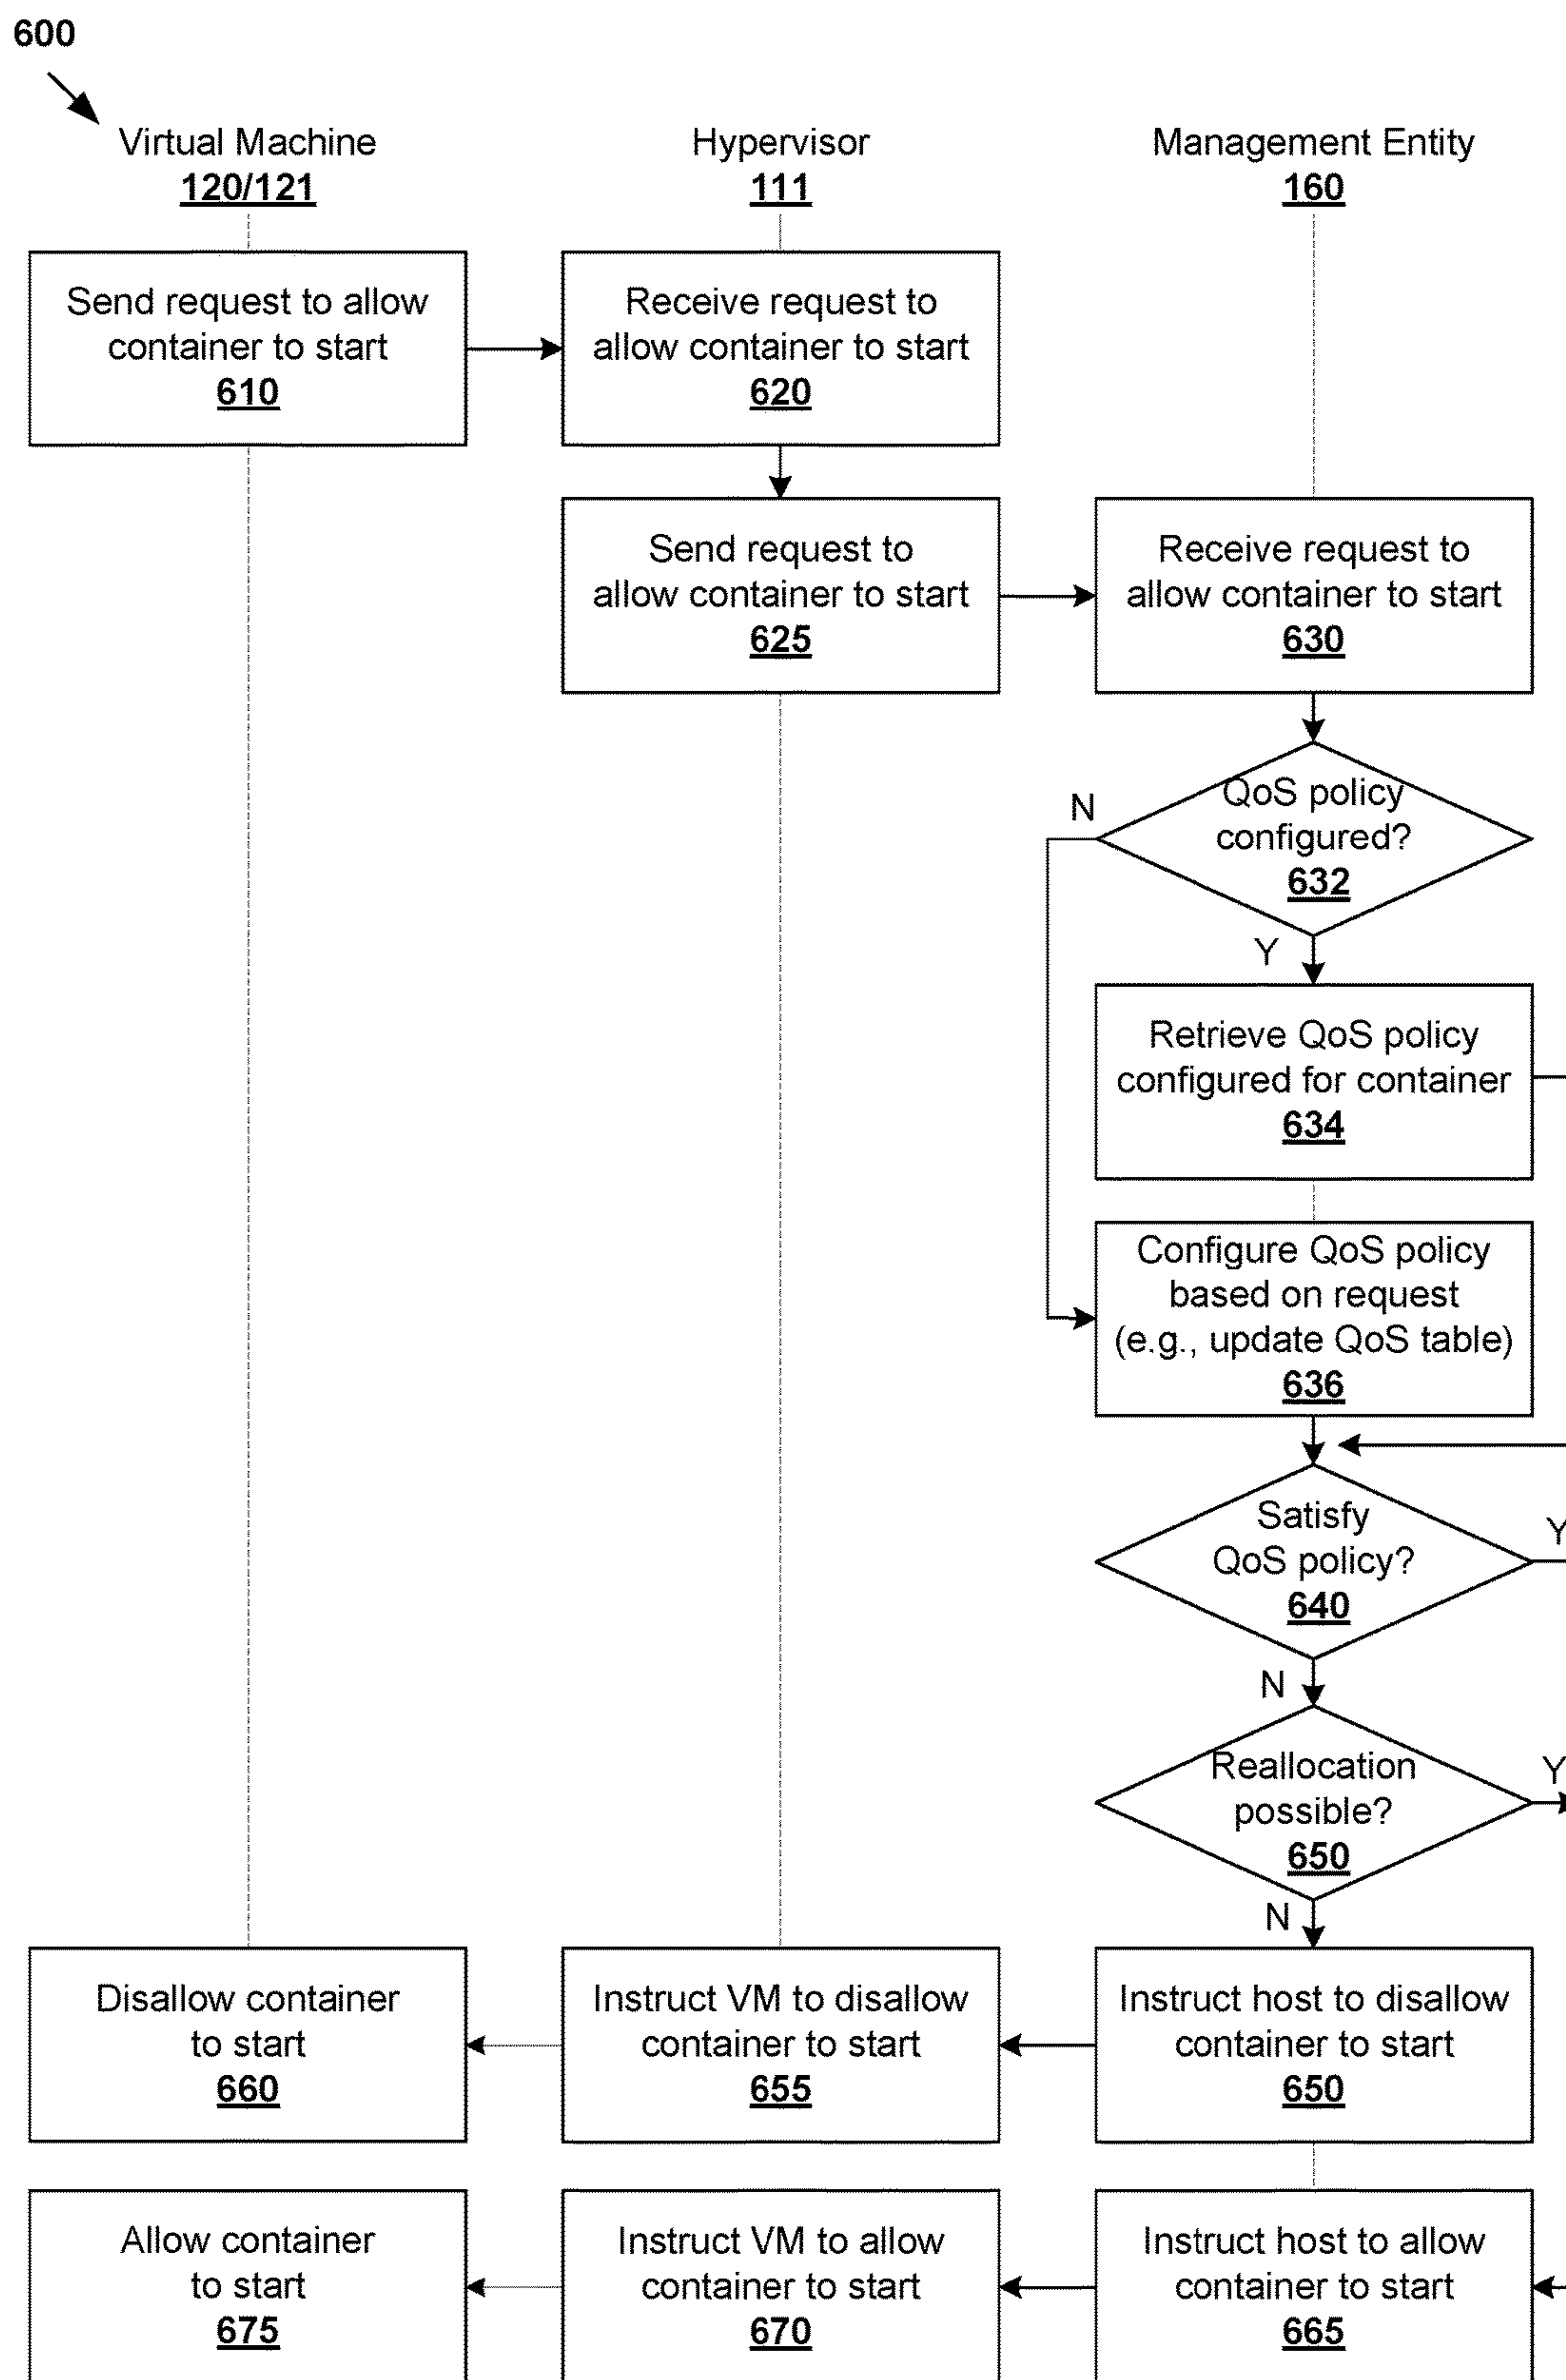 600
Virtual Machine
120/121
Hypervisor
111
Management Entity
160
Send request to allow
container to start
610
Receive request to
allow container to start
620
Send request to
allow container to start
625
Receive request to
allow container to start
630
QoS policy
configured?
632
N
Y
Retrieve QoS policy
configured for container
634
Configure QoS policy
based on request
(e.g., update QoS table)
636
Satisfy
QoS policy?
640
Y
N
Reallocation
possible?
650
Y
N
Disallow container
to start
660
Instruct VM to disallow
container to start
655
Instruct host to disallow
container to start
650
Allow container
to start
675
Instruct VM to allow
container to start
670
Instruct host to allow
container to start
665